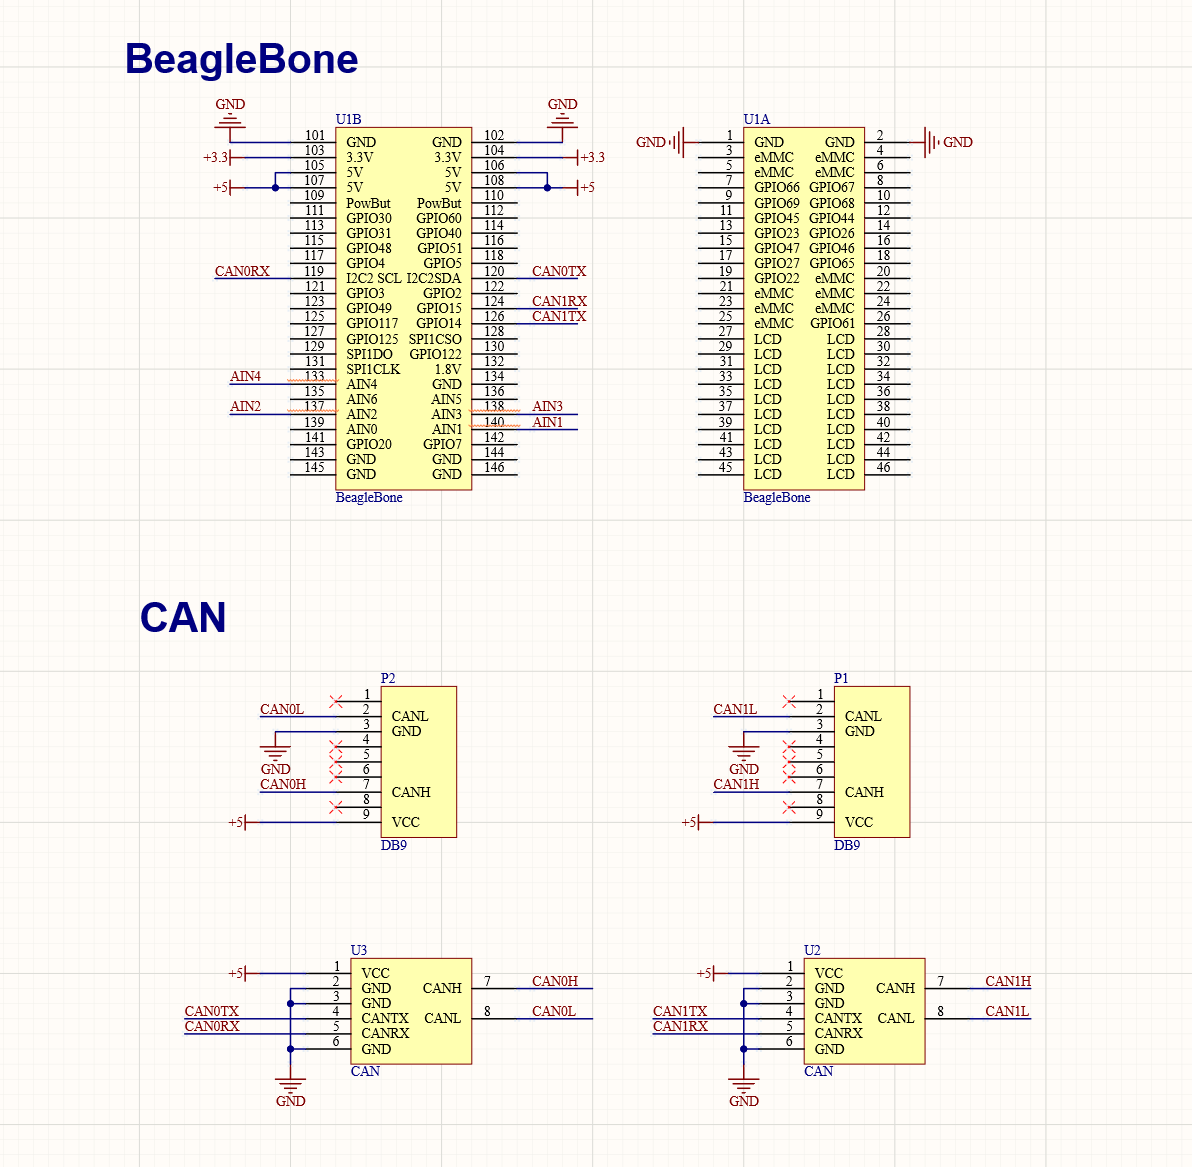 BeagleBone
GND
GND
U1B
U1A
101 GND GND 102
103 3.3V 3.3V 104
105 5V 5V 106
107 5V 5V 108
109 PowBut PowBut 110
111 GPIO30 GPIO60 112
113 GPIO31 GPIO40 114
115 GPIO48 GPIO51 116
117 GPIO4 GPIO5 118
CAN0RX 119 I2C2 SCL I2C2SDA 120 CAN0TX
121 GPIO3 GPIO2 122
123 GPIO49 GPIO15 124 CAN1RX
125 GPIO117 GPIO14 126 CAN1TX
127 GPIO125 SPI1CSO 128
129 SPI1DO GPIO122 130
131 SPI1CLK 1.8V 132
AIN4 133 AIN4 GND 134
135 AIN6 AIN5 136
AIN2 137 AIN2 AIN3 138 AIN3
139 AIN0 AIN1 140 AIN1
141 GPIO20 GPIO7 142
143 GND GND 144
145 GND GND 146
+3.3
+3.3
+5
+5
BeagleBone
GND 1 GND GND 2 GND
3 eMMC eMMC 4
5 eMMC eMMC 6
7 GPIO66 GPIO67 8
9 GPIO69 GPIO68 10
11 GPIO45 GPIO44 12
13 GPIO23 GPIO26 14
15 GPIO47 GPIO46 16
17 GPIO27 GPIO65 18
19 GPIO22 eMMC 20
21 eMMC eMMC 22
23 eMMC eMMC 24
25 eMMC GPIO61 26
27 LCD LCD 28
29 LCD LCD 30
31 LCD LCD 32
33 LCD LCD 34
35 LCD LCD 36
37 LCD LCD 38
39 LCD LCD 40
41 LCD LCD 42
43 LCD LCD 44
45 LCD LCD 46
BeagleBone
CAN
P2
1
CAN0L 2 CANL
3 GND
4
5
GND 6
CAN0H 7 CANH
8
+5 9 VCC
DB9
P1
1
CAN1L 2 CANL
3 GND
4
5
GND 6
CAN1H 7 CANH
8
+5 9 VCC
DB9
U3
+5 1 VCC
2 GND CANH 7 CAN0H
3 GND
CAN0TX 4 CANTX CANL 8 CAN0L
CAN0RX 5 CANRX
6 GND
CAN
GND
U2
+5 1 VCC
2 GND CANH 7 CAN1H
3 GND
CAN1TX 4 CANTX CANL 8 CAN1L
CAN1RX 5 CANRX
6 GND
CAN
GND